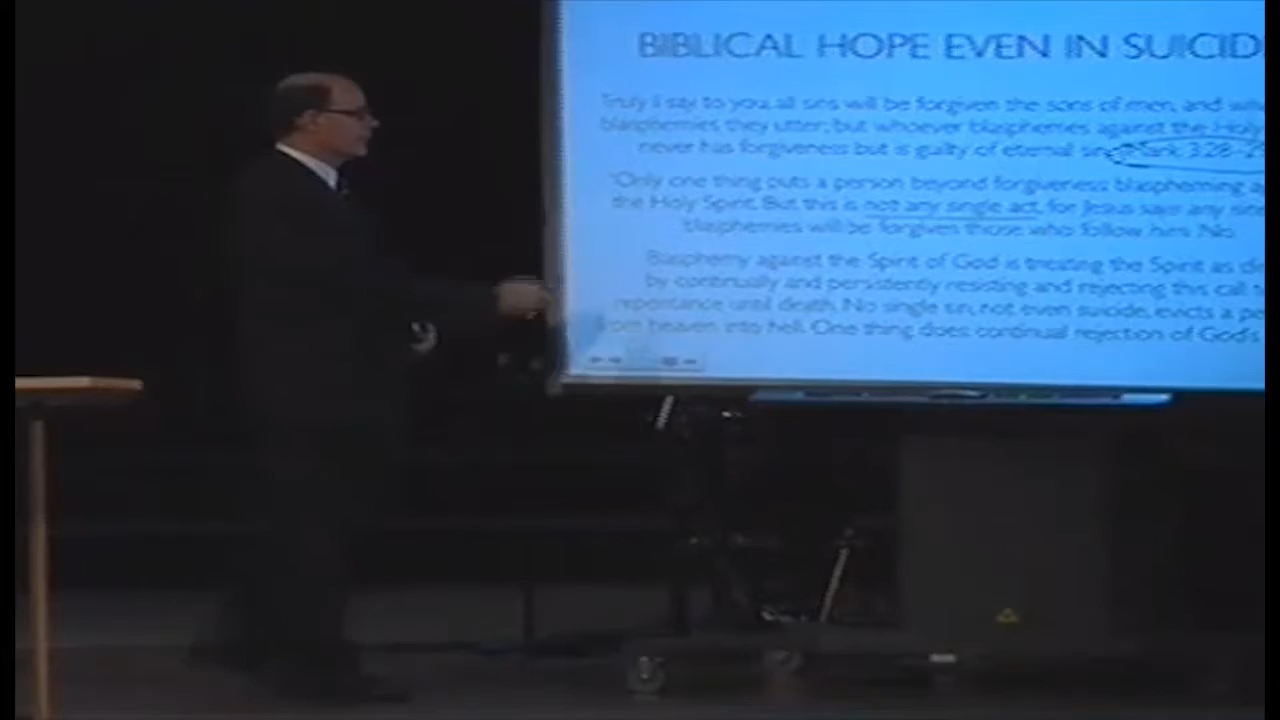 BIBLICAL HOPE EVEN IN SUICID
Truly I say to you, all sins will be forgiven the sons of men, and
blasphemies they utter; but whoever blasphemes against the Holy
never has forgiveness but is guilty of eternal sin Mark 3:28-2
"Only one thing puts a person beyond forgiveness blaspheming
the Holy Spirit. But this is not any single act, for Jesus says any
blasphemies will be forgiven those who follow him. No
Blasphemy against the Spirit of God is treating the Spirit as
by continually and persistently resisting and rejecting this call
repentance until death. No single sin, not even suicide, evicts a
from heaven into hell. One thing does continual rejection of God's